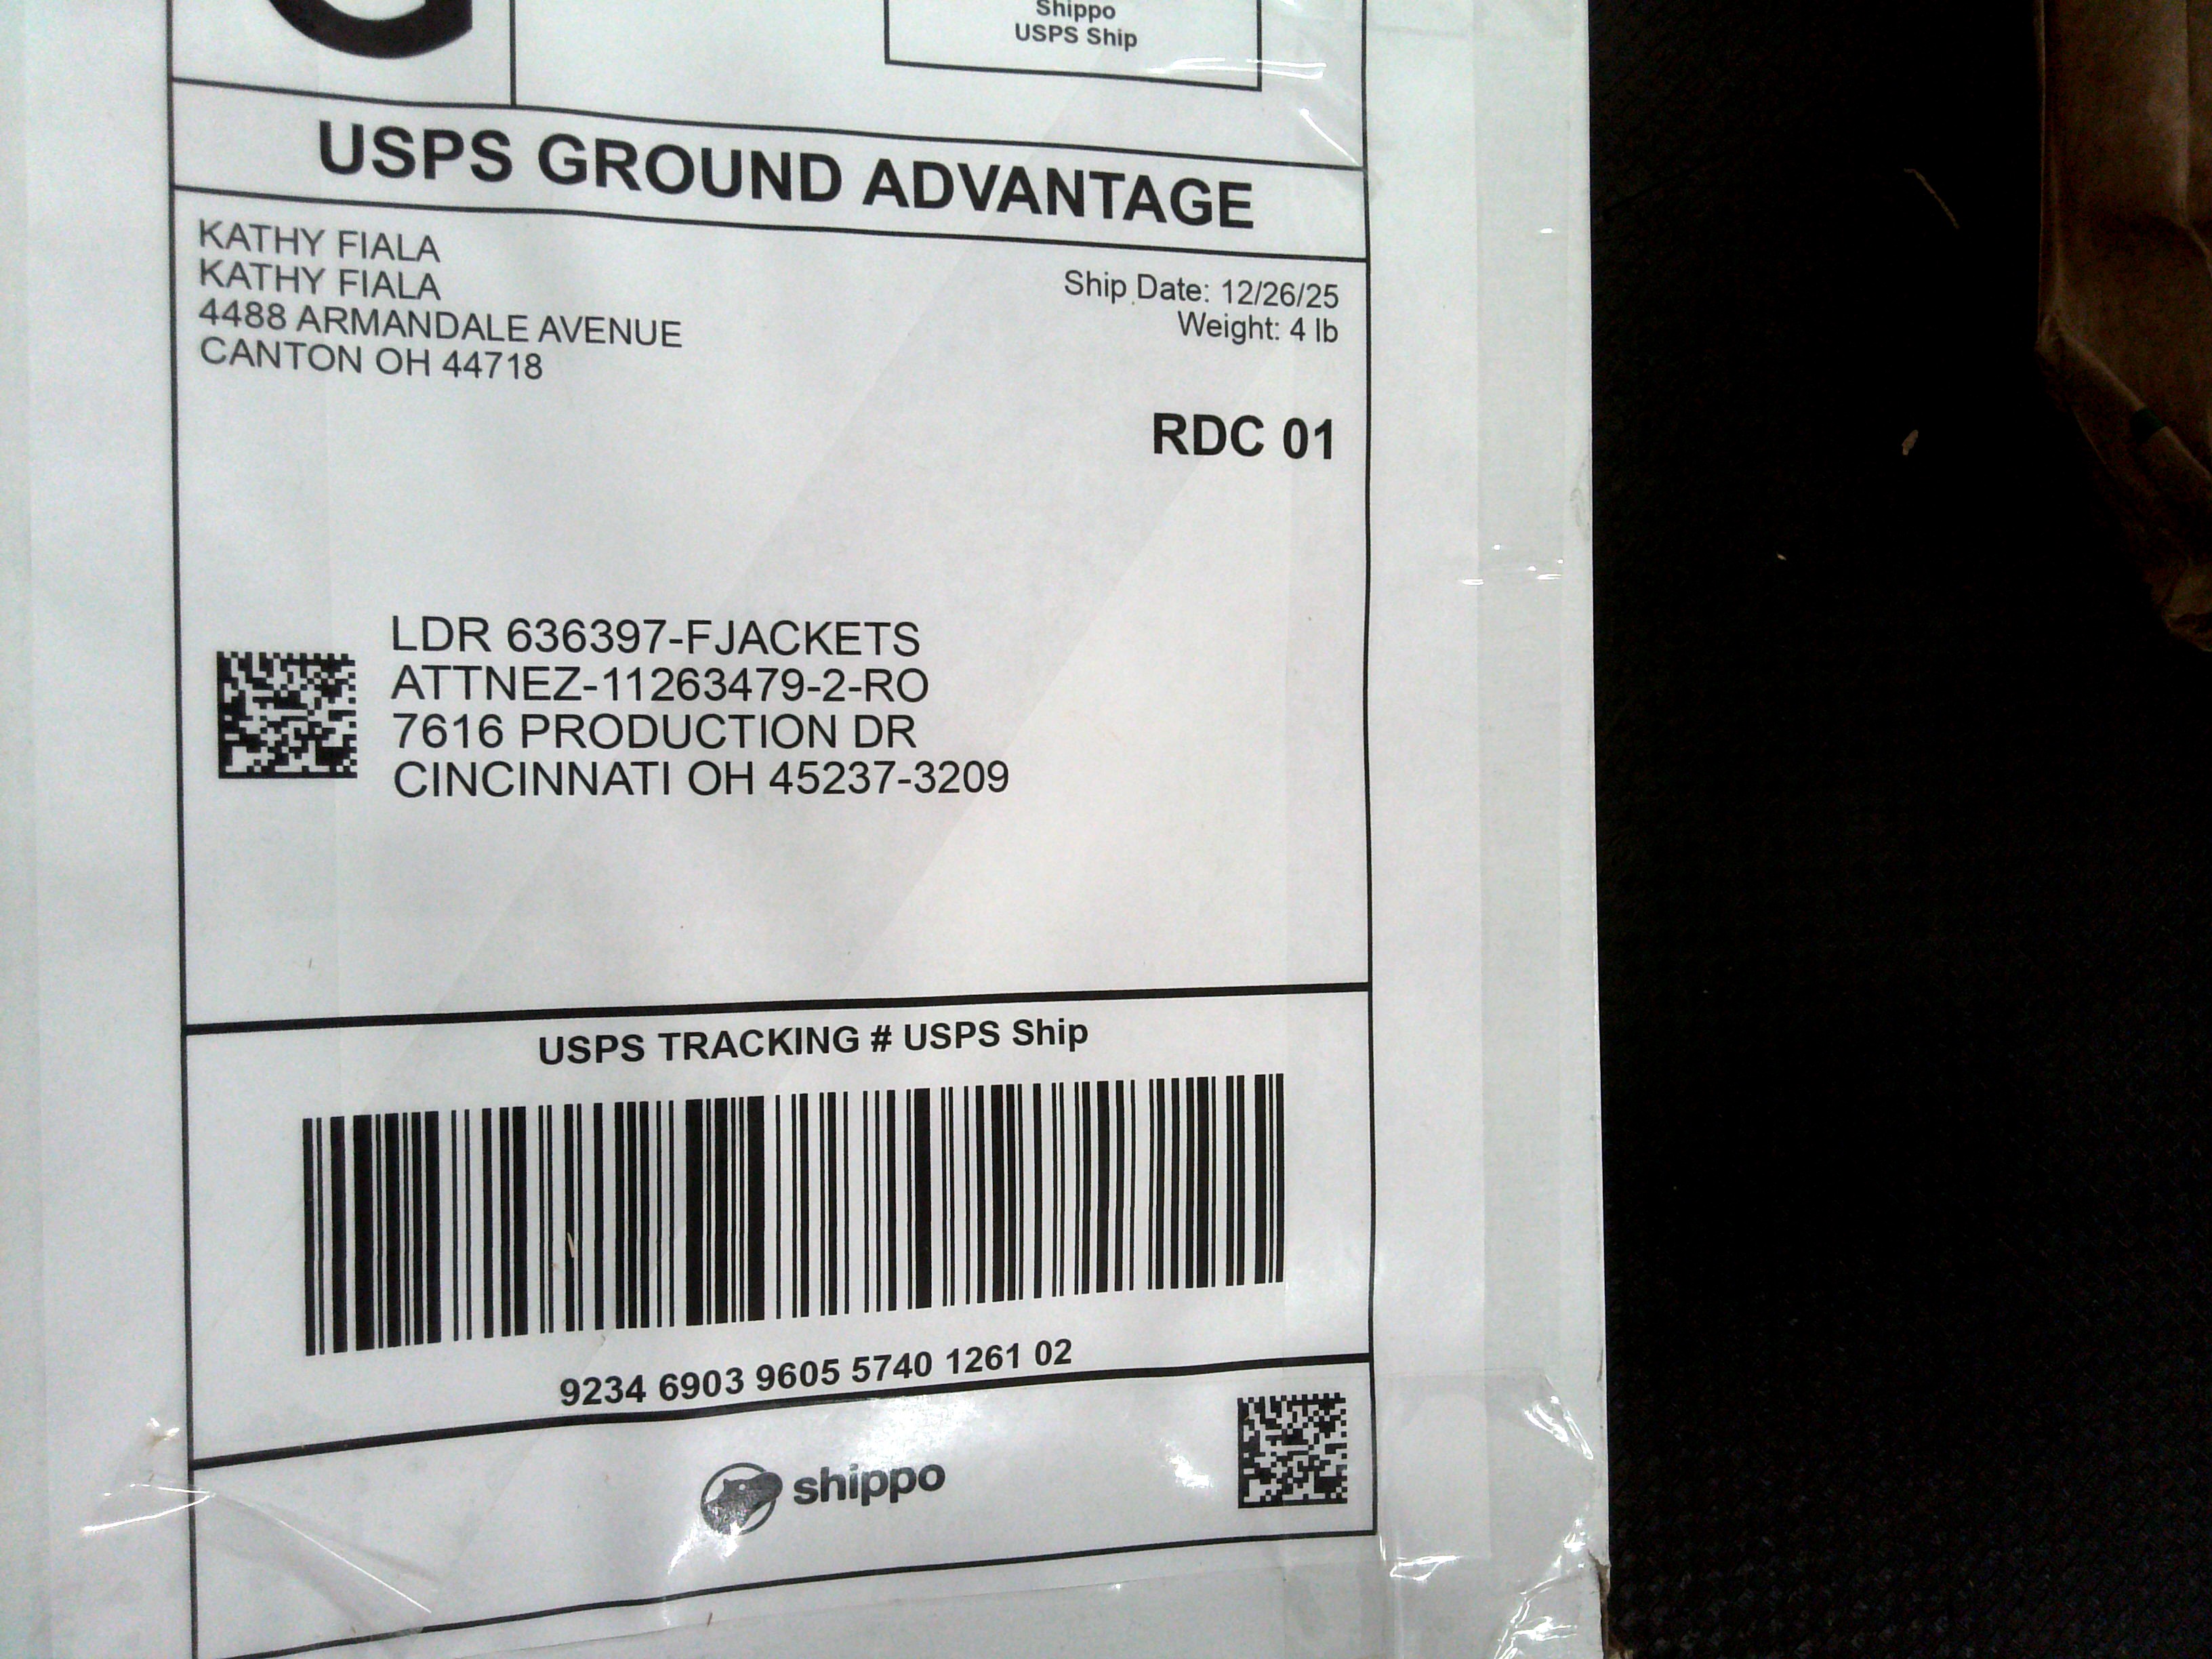 Shippo
USPS Ship
USPS GROUND ADVANTAGE
KATHY FIALA
KATHY FIALA
4488 ARMANDALE AVENUE
CANTON OH 44718
Ship Date: 12/26/25
Weight: 4 lb
RDC 01
LDR 636397-FJACKETS
ATTNEZ-11263479-2-RO
7616 PRODUCTION DR
CINCINNATI OH 45237-3209
USPS TRACKING # USPS Ship
9234 6903 9605 5740 1261 02
shippo